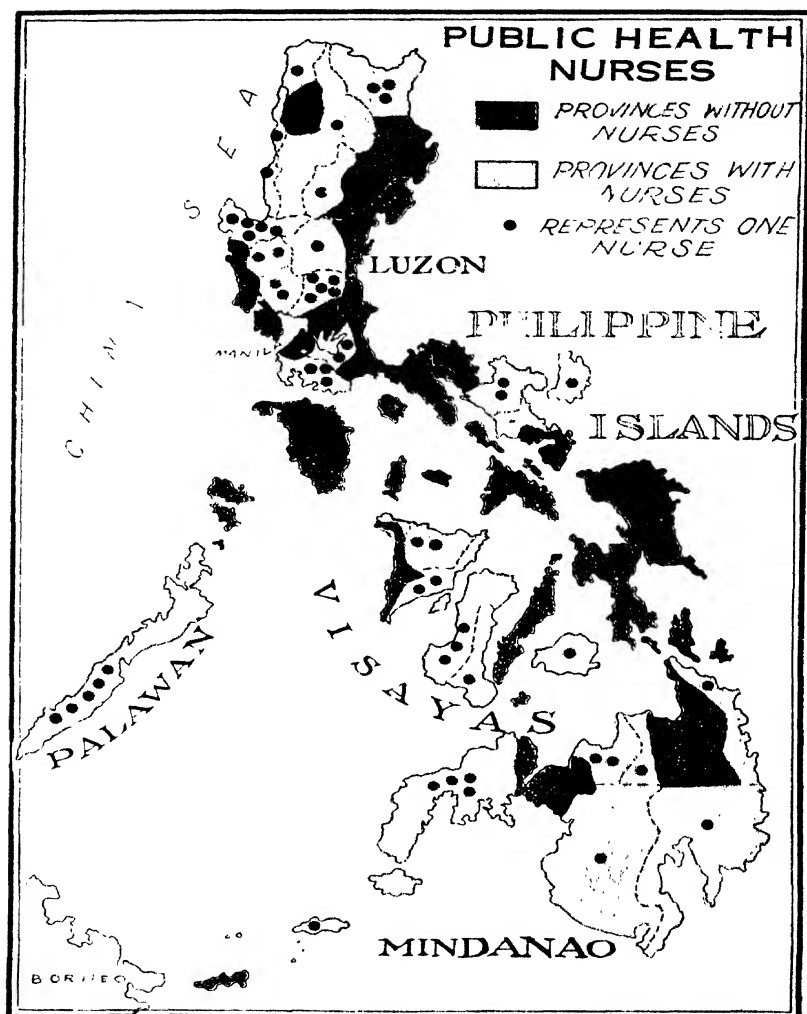 PUBLIC HEALTH
NURSES
PROVINCES WITHOUT
NURSES
PROVINCES WITH
NURSES
REPRESENTS ONE
NURSE
SEA
LUZON
PHILIPPINE
CHINA
ISLANDS
VISAYAS
PALAWAN
MINDANAO
BORNEO